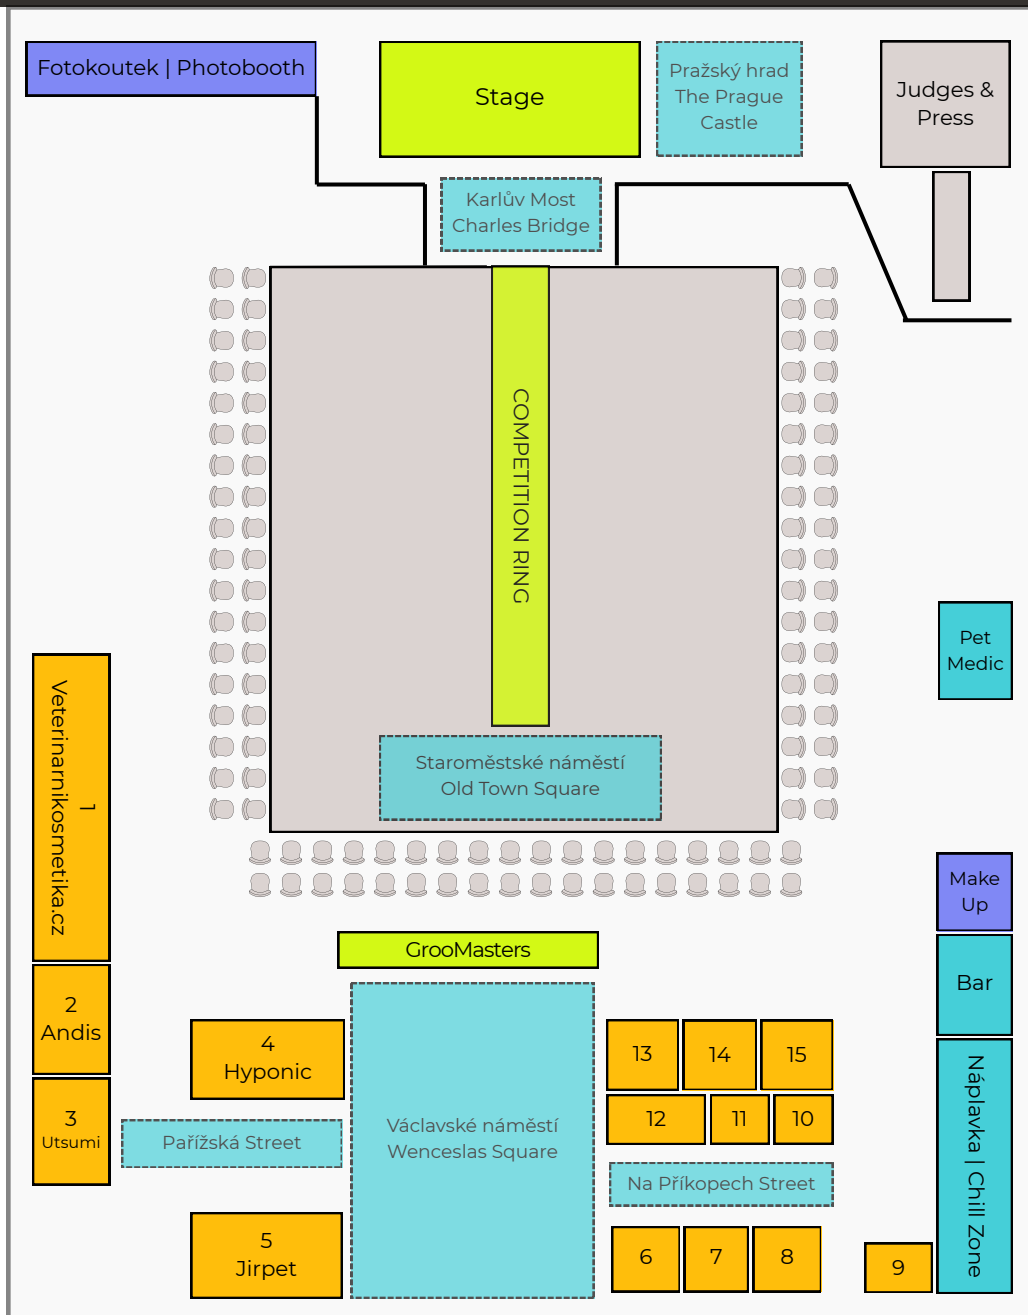 Fotokoutek | Photobooth
Stage
Pražský hrad
The Prague
Castle
Judges &
Press
Karlův Most
Charles Bridge
COMPETITION RING
Pet
Medic
Staroměstské náměstí
Old Town Square
1
Veterinarnikosmetika.cz
Make
Up
GrooMasters
Bar
2
Andis
4
Hyponic
13
14
15
3
Utsumi
12
11
10
Pařížská Street
Václavské náměstí
Wenceslas Square
Na Příkopech Street
Náplavka | Chill Zone
5
Jirpet
6
7
8
9